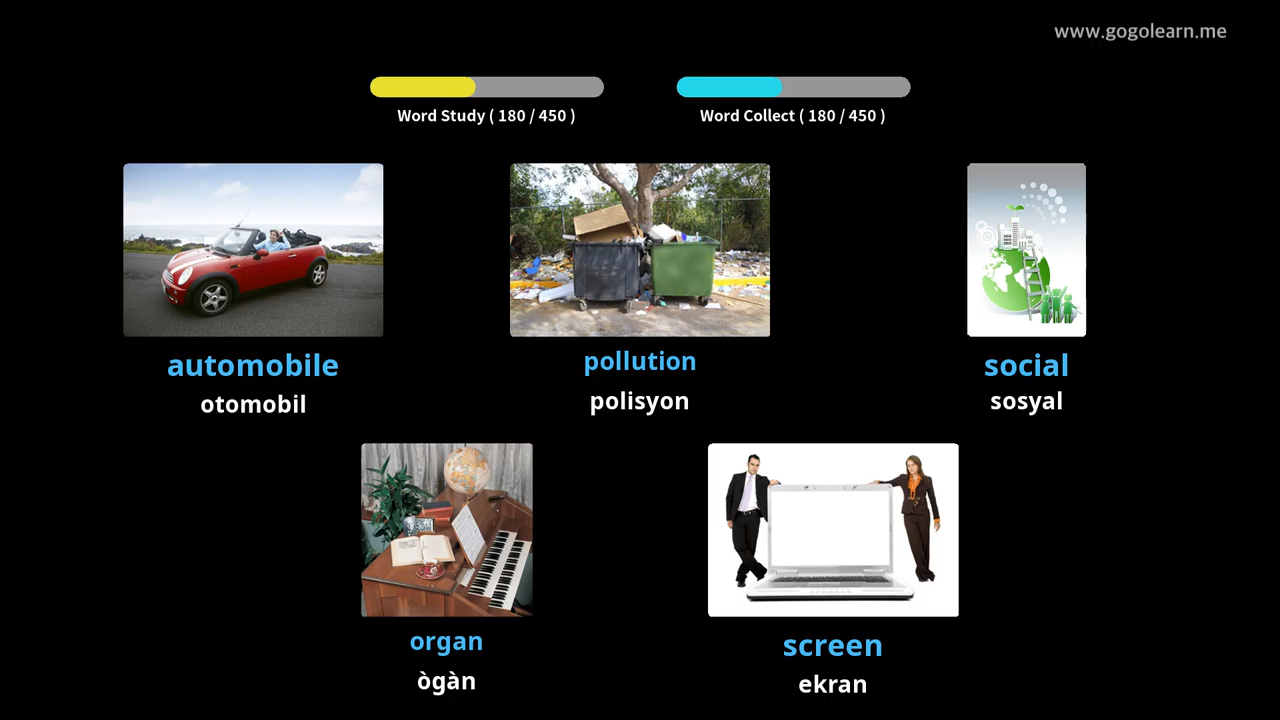 www.gogolearn.me
Word Study ( 180 / 450 )
Word Collect ( 180 / 450 )
automobile
otomobil
pollution
polisyon
social
sosyal
organ
ògàn
screen
ekran